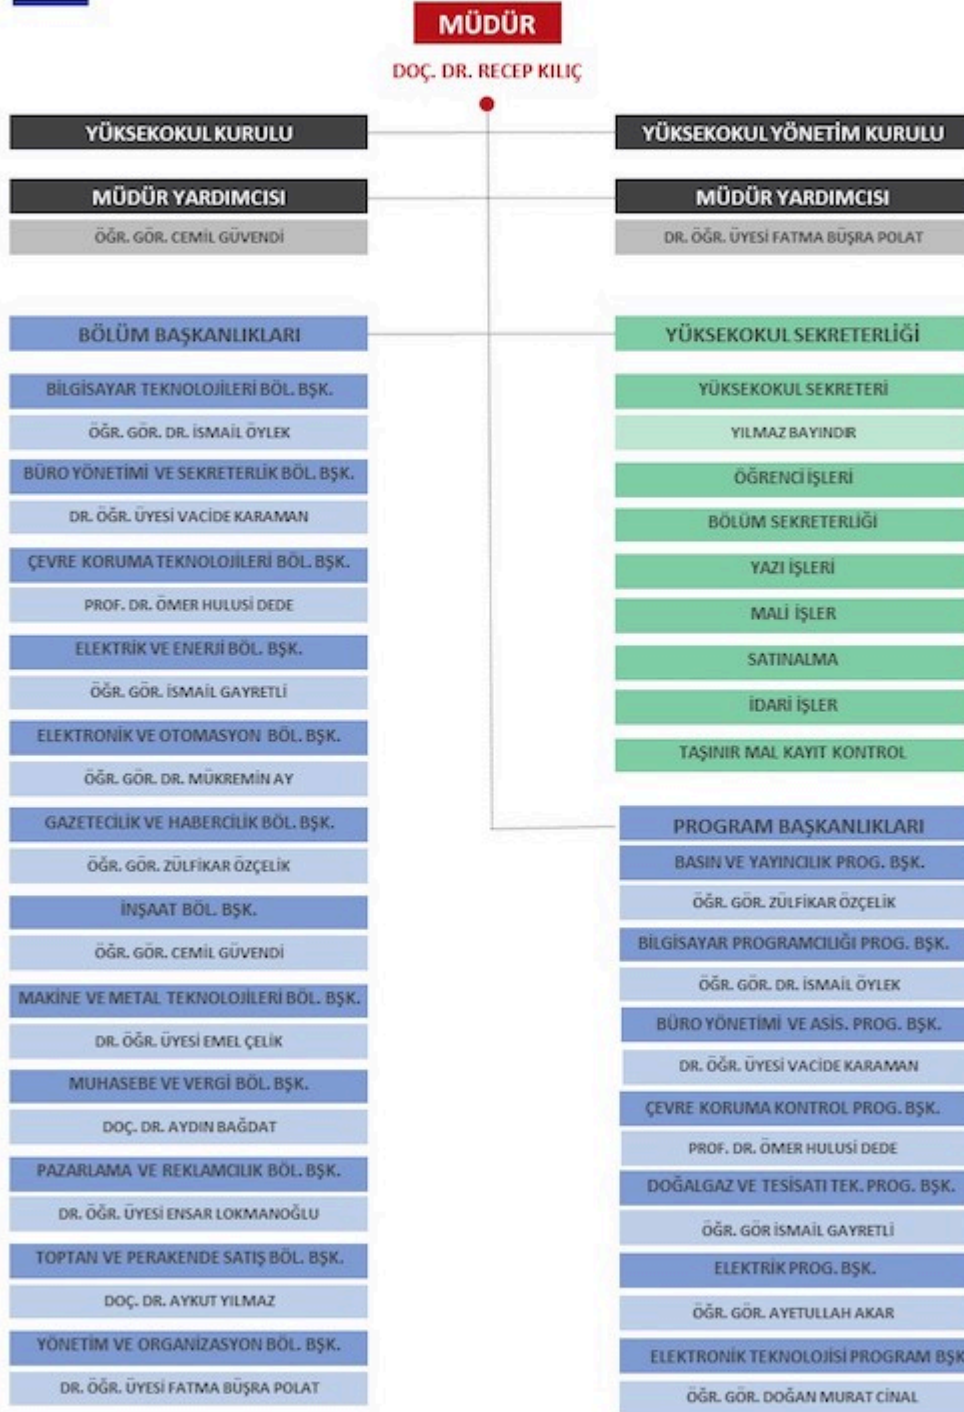 MÜDÜR
DOÇ. DR. RECEP KILIÇ
YÜKSEKOKUL KURULU
YÜKSEKOKUL YÖNETİM KURULU
MÜDÜR YARDIMCISI
ÖĞR. GÖR. CEMİL GÜVENDİ
MÜDÜR YARDIMCISI
DR. ÖĞR. ÜYESİ FATMA BÜŞRA POLAT
BÖLÜM BAŞKANLIKLARI
BİLGİSAYAR TEKNOLOJİLERİ BÖL. BŞK.
ÖĞR. GÖR. DR. İSMAİL ÖYLEK
BÜRO YÖNETİMİ VE SEKRETERLİK BÖL. BŞK.
DR. ÖĞR. ÜYESİ VACİDE KARAMAN
ÇEVRE KORUMA TEKNOLOJİLERİ BÖL. BŞK.
PROF. DR. ÖMER HULUSİ DEDE
ELEKTRİK VE ENERJİ BÖL. BŞK.
ÖĞR. GÖR. İSMAİL GAYRETLİ
ELEKTRONİK VE OTOMASYON BÖL. BŞK.
ÖĞR. GÖR. DR. MÜKREMİN AY
GAZETECİLİK VE HABERCİLİK BÖL. BŞK.
ÖĞR. GÖR. ZÜLFİKAR ÖZÇELİK
İNŞAAT BÖL. BŞK.
ÖĞR. GÖR. CEMİL GÜVENDİ
MAKİNE VE METAL TEKNOLOJİLERİ BÖL. BŞK.
DR. ÖĞR. ÜYESİ EMEL ÇELİK
MUHASEBE VE VERGİ BÖL. BŞK.
DOÇ. DR. AYDIN BAĞDAT
PAZARLAMA VE REKLAMCILIK BÖL. BŞK.
DR. ÖĞR. ÜYESİ ENSAR LOKMANOĞLU
TOPTAN VE PERAKENDE SATIŞ BÖL. BŞK.
DOÇ. DR. AYKUT YILMAZ
YÖNETİM VE ORGANİZASYON BÖL. BŞK.
DR. ÖĞR. ÜYESİ FATMA BÜŞRA POLAT
YÜKSEKOKUL SEKRETERLİĞİ
YÜKSEKOKUL SEKRETERİ
YILMAZ BAYINDIR
ÖĞRENCİ İŞLERİ
BÖLÜM SEKRETERLİĞİ
YAZI İŞLERİ
MALİ İŞLER
SATINALMA
İDARİ İŞLER
TAŞINIR MAL KAYIT KONTROL
PROGRAM BAŞKANLIKLARI
BASIN VE YAYINCILIK PROG. BŞK.
ÖĞR. GÖR. ZÜLFİKAR ÖZÇELİK
BİLGİSAYAR PROGRAMCILIĞI PROG. BŞK.
ÖĞR. GÖR. DR. İSMAİL ÖYLEK
BÜRO YÖNETİMİ VE ASİS. PROG. BŞK.
DR. ÖĞR. ÜYESİ VACİDE KARAMAN
ÇEVRE KORUMA KONTROL PROG. BŞK.
PROF. DR. ÖMER HULUSİ DEDE
DOĞALGAZ VE TESİSATI TEK. PROG. BŞK.
ÖĞR. GÖR İSMAİL GAYRETLİ
ELEKTRİK PROG. BŞK.
ÖĞR. GÖR. AYETULLAH AKAR
ELEKTRONİK TEKNOLOJİSİ PROGRAM BŞK
ÖĞR. GÖR. DOĞAN MURAT CİNAL